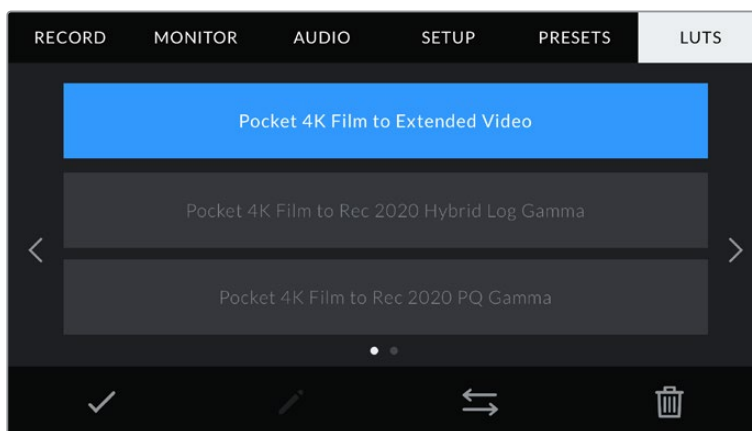 RECORD MONITOR AUDIO SETUP PRESETS LUTS
Pocket 4K Film to Extended Video
Pocket 4K Film to Rec 2020 Hybrid Log Gamma
Pocket 4K Film to Rec 2020 PQ Gamma